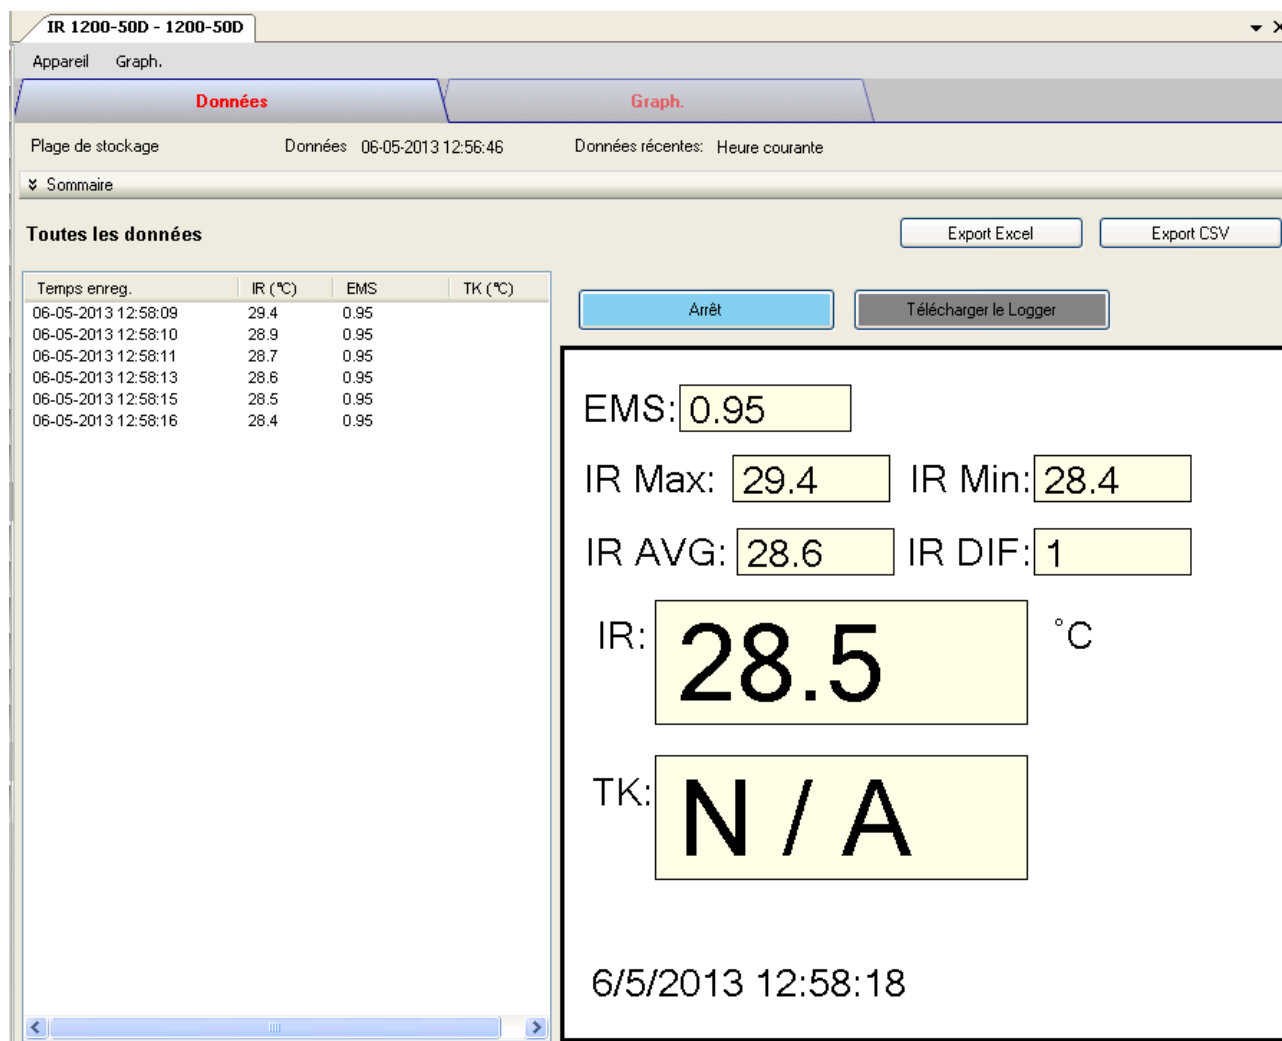 IR 1200-50D - 1200-50D
Appareil Graph.
Données Graph.
Plage de stockage Données 06-05-2013 12:56:46 Données récentes: Heure courante
Sommaire
Toutes les données Export Excel Export CSV
Temps enreg. IR (°C) EMS TK (°C)
06-05-2013 12:58:09 29.4 0.95
06-05-2013 12:58:10 28.9 0.95
06-05-2013 12:58:11 28.7 0.95
06-05-2013 12:58:13 28.6 0.95
06-05-2013 12:58:15 28.5 0.95
06-05-2013 12:58:16 28.4 0.95
Arrêt Télécharger le Logger
EMS: 0.95
IR Max: 29.4 IR Min: 28.4
IR AVG: 28.6 IR DIF: 1
IR: 28.5 °C
TK: N / A
6/5/2013 12:58:18